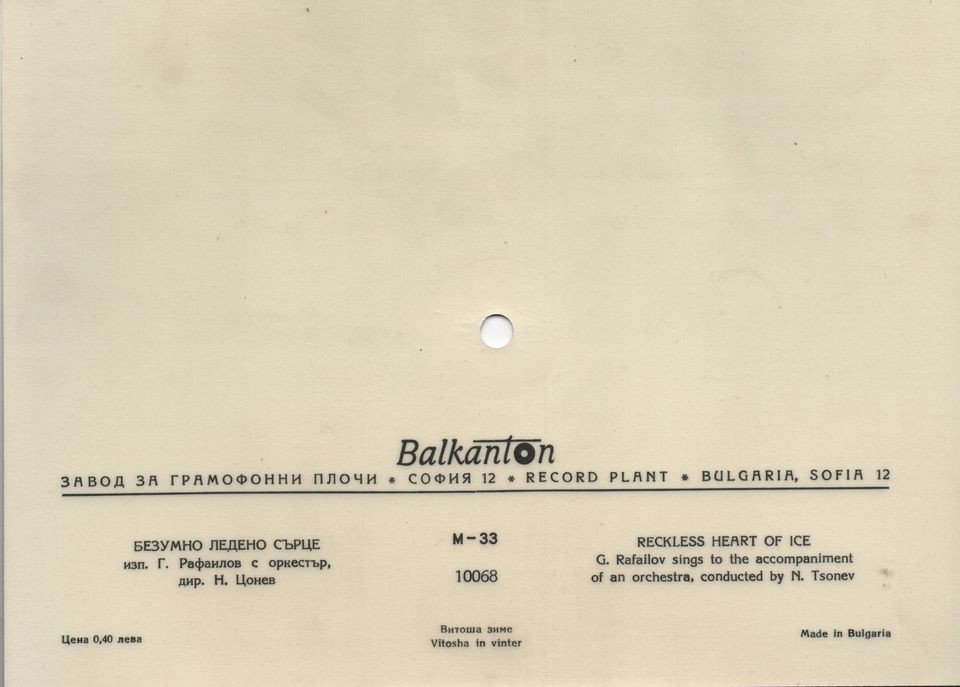 Balkanton
ЗАВОД ЗА ГРАМОФОННИ ПЛОЧИ * СОФИЯ 12 * RECORD PLANT * BULGARIA, SOFIA 12
БЕЗУМНО ЛЕДЕНО СЪРЦЕ
изп. Г. Рафаилов с оркестър,
дир. Н. Цонев
М-33
10068
RECKLESS HEART OF ICE
G. Rafailov sings to the accompaniment
of an orchestra, conducted by N. Tsonev
Цена 0,40 лева
Витоша зиме
Vitosha in vinter
Made in Bulgaria